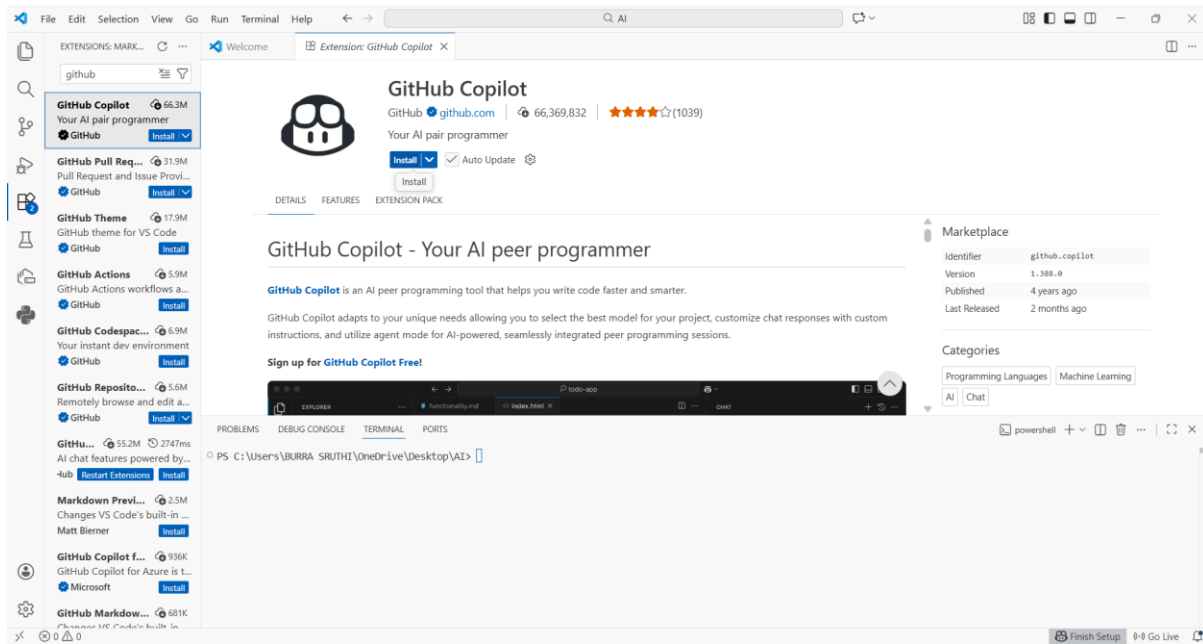 File Edit Selection View Go Run Terminal Help
AI
EXTENSIONS: MARK...
github
GitHub Copilot 66.3M
Your AI pair programmer
GitHub Install
GitHub Pull Req... 31.9M
Pull Request and Issue Provi...
GitHub Install
GitHub Theme 17.9M
GitHub theme for VS Code
GitHub Install
GitHub Actions 5.9M
GitHub Actions workflows a...
GitHub Install
GitHub Codespac... 6.9M
Your instant dev environment
GitHub Install
GitHub Reposito... 5.6M
Remotely browse and edit a...
GitHub Install
GitHu... 55.2M 2747ms
AI chat features powered by...
Hub Restart Extensions Install
Markdown Previ... 2.5M
Changes VS Code's built-in ...
Matt Bierner Install
GitHub Copilot f... 936K
GitHub Copilot for Azure is t...
Microsoft Install
GitHub Markdow... 681K
Changes VS Code's built-in
2
Welcome
Extension: GitHub Copilot
GitHub Copilot
GitHub github.com 66,369,832 (1039)
Your AI pair programmer
Install Auto Update
Install
DETAILS FEATURES EXTENSION PACK
GitHub Copilot - Your AI peer programmer
GitHub Copilot is an AI peer programming tool that helps you write code faster and smarter.
GitHub Copilot adapts to your unique needs allowing you to select the best model for your project, customize chat responses with custom
instructions, and utilize agent mode for AI-powered, seamlessly integrated peer programming sessions.
Sign up for GitHub Copilot Free!
todo-app
EXPLORER ... functionality.md index.html CHAT
Marketplace
Identifier github.copilot
Version 1.388.0
Published 4 years ago
Last Released 2 months ago
Categories
Programming Languages Machine Learning
AI Chat
PROBLEMS DEBUG CONSOLE TERMINAL PORTS
powershell
PS C:\Users\BURRA SRUTHI\OneDrive\Desktop\AI>
0 0
Finish Setup Go Live